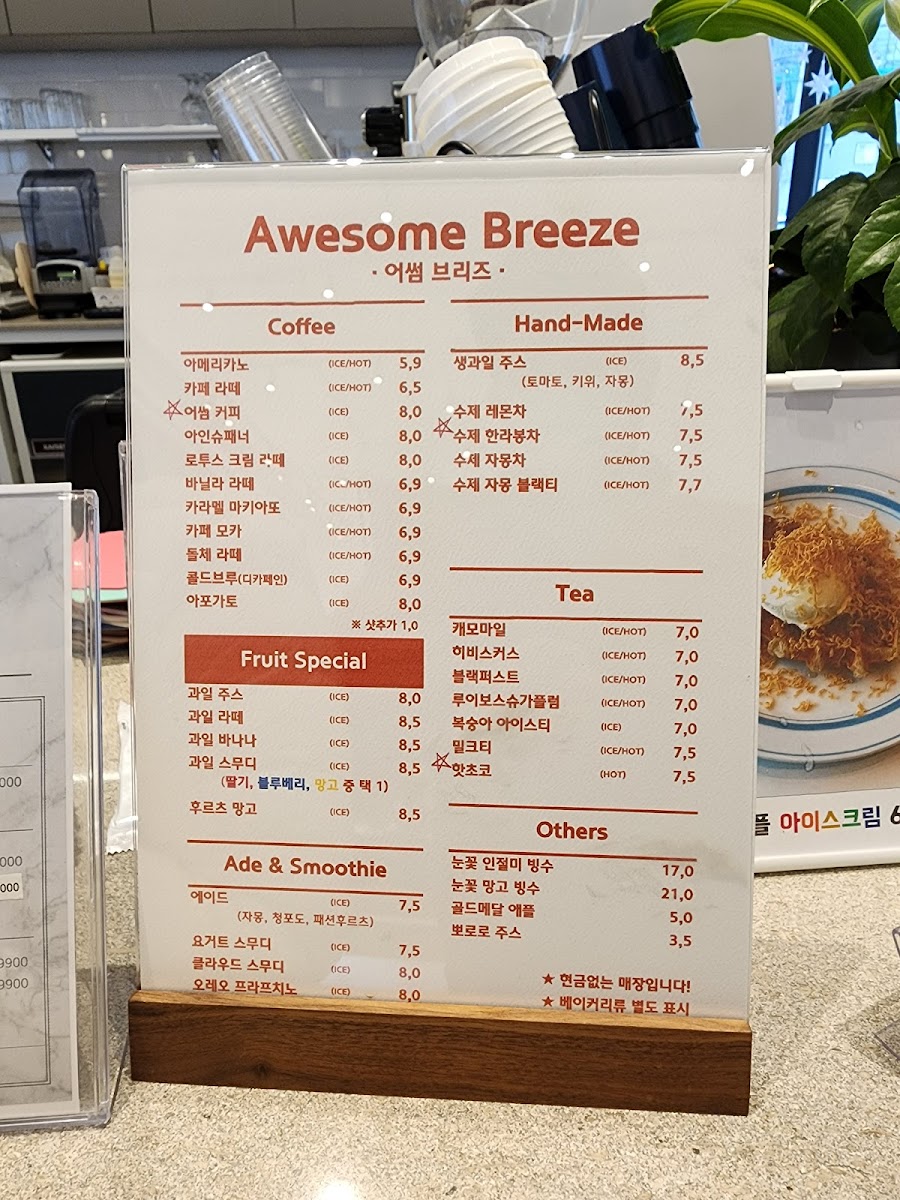 Awesome Breeze
· 어썸 브리즈 ·
Coffee
아메리카노 (ICE/HOT) 5,9
카페 라떼 (ICE/HOT) 6,5
☆어썸 커피 (ICE) 8,0
아인슈패너 (ICE) 8,0
로투스 크림 라떼 (ICE) 8,0
바닐라 라떼 (ICE/HOT) 6,9
카라멜 마키아또 (ICE/HOT) 6,9
카페 모카 (ICE/HOT) 6,9
돌체 라떼 (ICE/HOT) 6,9
콜드브루(디카페인) (ICE) 6,9
아포가토 (ICE) 8,0
※ 샷추가 1,0
Fruit Special
과일 주스 (ICE) 8,0
과일 라떼 (ICE) 8,5
과일 바나나 (ICE) 8,5
과일 스무디 (ICE) 8,5
(딸기, 블루베리, 망고 중 택 1)
후르츠 망고 (ICE) 8,5
Ade & Smoothie
에이드 (ICE) 7,5
(자몽, 청포도, 패션후르츠)
요거트 스무디 (ICE) 7,5
클라우드 스무디 (ICE) 8,0
오레오 프라프치노 (ICE) 8,0
Hand-Made
생과일 주스 (ICE) 8,5
(토마토, 키위, 자몽)
수제 레몬차 (ICE/HOT) 7,5
☆수제 한라봉차 (ICE/HOT) 7,5
수제 자몽차 (ICE/HOT) 7,5
수제 자몽 블랙티 (ICE/HOT) 7,7
Tea
캐모마일 (ICE/HOT) 7,0
히비스커스 (ICE/HOT) 7,0
블랙퍼스트 (ICE/HOT) 7,0
루이보스슈가플럼 (ICE/HOT) 7,0
복숭아 아이스티 (ICE) 7,0
밀크티 (ICE/HOT) 7,5
☆핫초코 (HOT) 7,5
Others
눈꽃 인절미 빙수 17,0
눈꽃 망고 빙수 21,0
골드메달 애플 5,0
뽀로로 주스 3,5
★ 현금없는 매장입니다!
★ 베이커리류 별도 표시
플 아이스크림 6
000
000
000
9900
9900